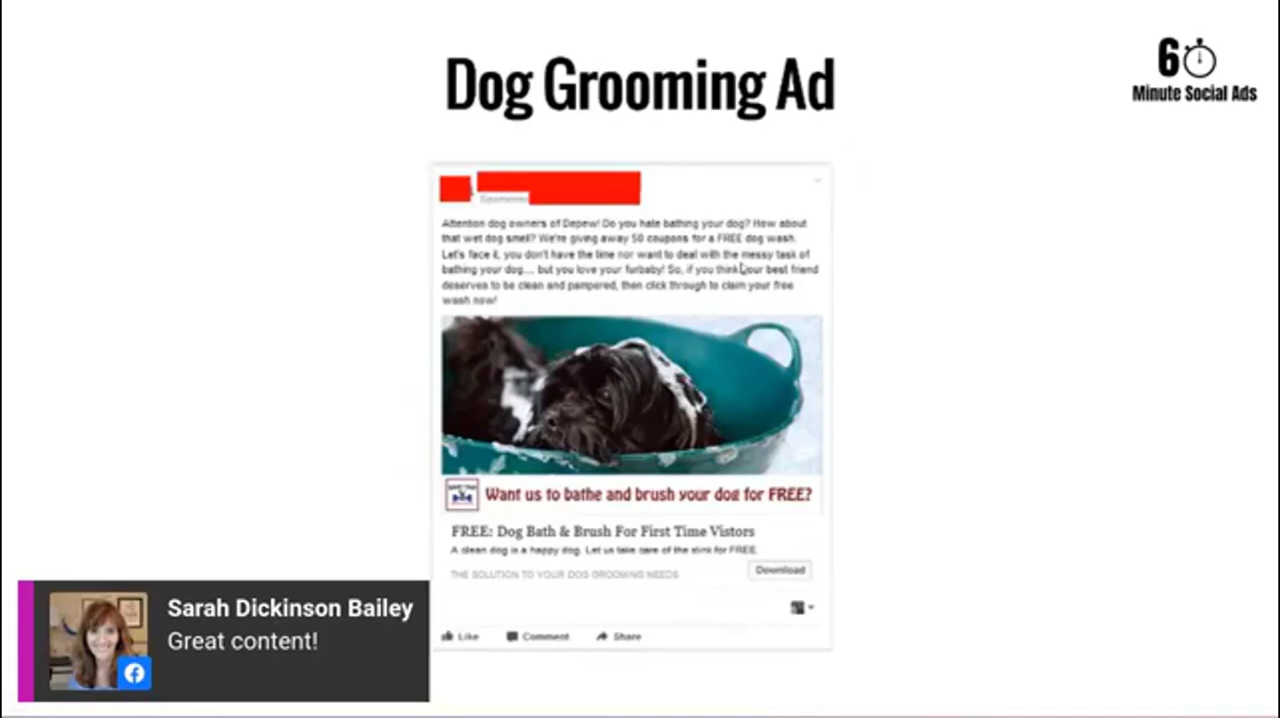 Dog Grooming Ad
60
Minute Social Ads
Sponsored
Attention dog owners of Depew! Do you hate bathing your dog? How about
that wet dog smell? We're giving away 50 coupons for a FREE dog wash.
Let's face it, you don't have the time nor want to deal with the messy task of
bathing your dog.... but you love your furbaby! So, if you think your best friend
deserves to be clean and pampered, then click through to claim your free
wash now!
Want us to bathe and brush your dog for FREE?
FREE: Dog Bath & Brush For First Time Vistors
A clean dog is a happy dog. Let us take care of the stink for FREE.
THE SOLUTION TO YOUR DOG GROOMING NEEDS
Download
Like Comment Share
Sarah Dickinson Bailey
Great content!